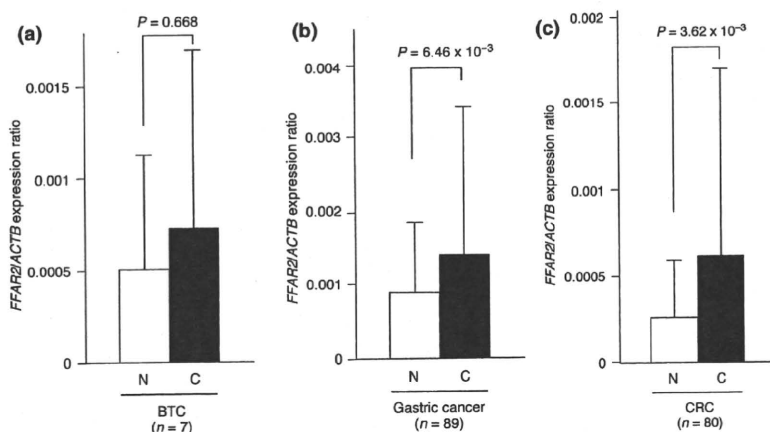 (a)
P = 0.668
FFAR2/ACTB expression ratio
0.0015
0.001
0.0005
0
N C
BTC
(n = 7)
(b)
P = 6.46 x 10⁻³
FFAR2/ACTB expression ratio
0.004
0.003
0.002
0.001
0
N C
Gastric cancer
(n = 89)
(c)
P = 3.62 x 10⁻³
FFAR2/ACTB expression ratio
0.002
0.0015
0.001
0.0005
0
N C
CRC
(n = 80)